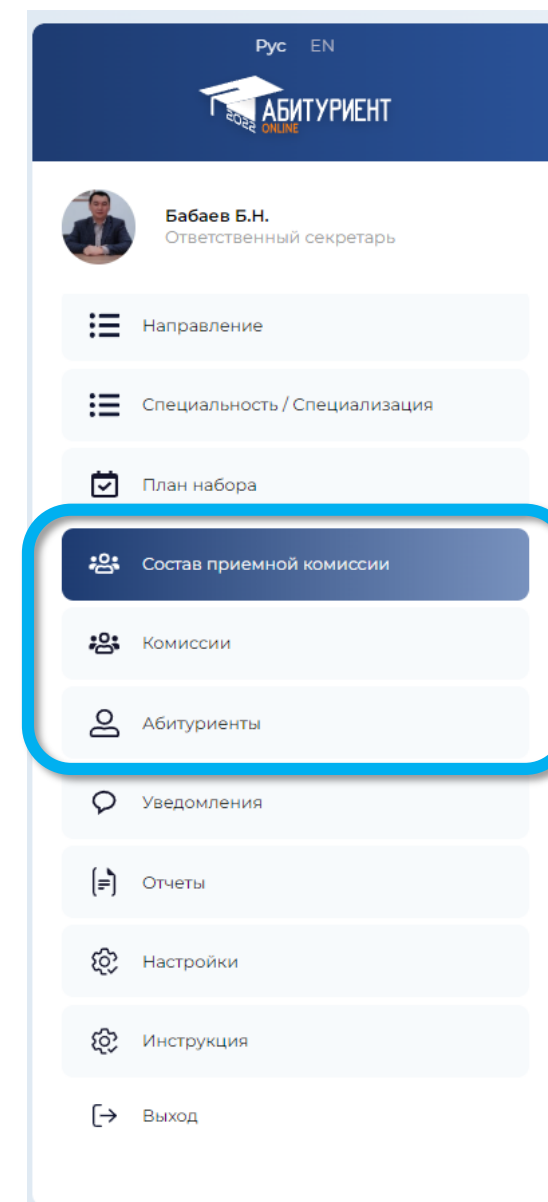 Рус EN
2022 АБИТУРИЕНТ
ONLINE
Бабаев Б.Н.
Ответственный секретарь
Направление
Специальность / Специализация
План набора
Состав приемной комиссии
Комиссии
Абитуриенты
Уведомления
Отчеты
Настройки
Инструкция
Выход